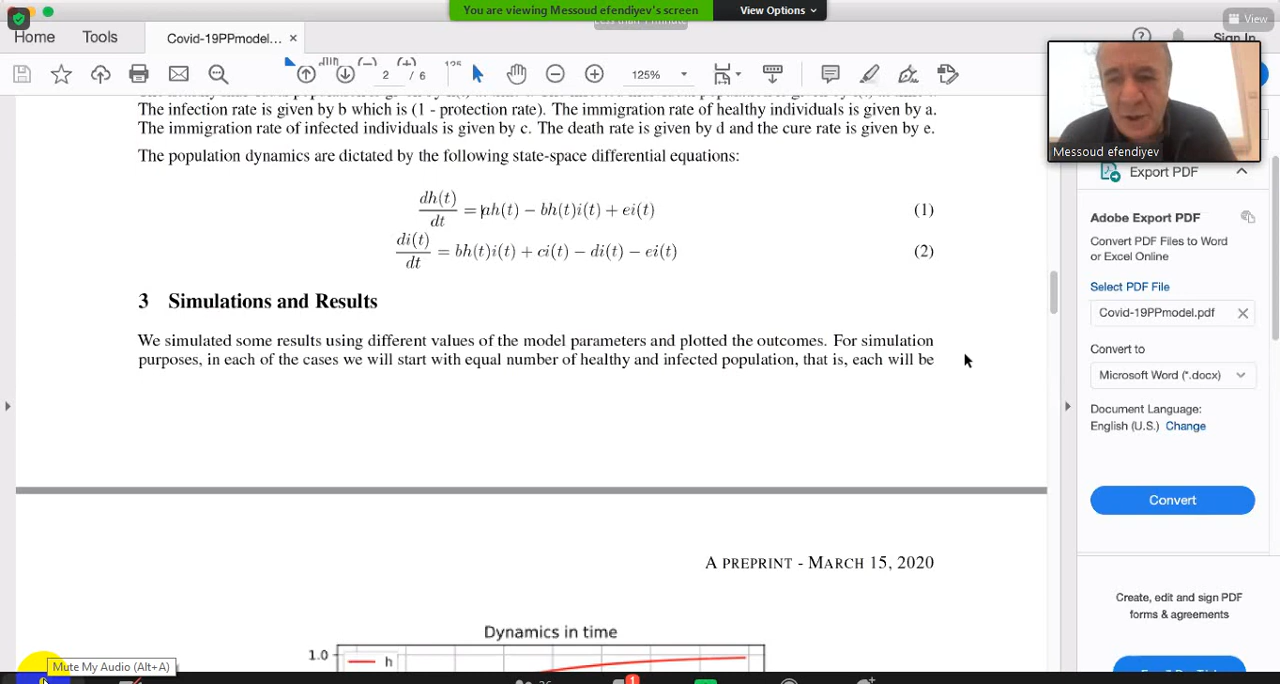 You are viewing Messoud efendiyev's screen
View Options
View
Home
Tools
Covid-19PPmodel...
×
Sign In
2 / 6
125%
The infection rate is given by b which is (1 - protection rate). The immigration rate of healthy individuals is given by a.
The immigration rate of infected individuals is given by c. The death rate is given by d and the cure rate is given by e.
The population dynamics are dictated by the following state-space differential equations:
dh(t)/dt = ah(t) − bh(t)i(t) + ei(t) (1)
di(t)/dt = bh(t)i(t) + ci(t) − di(t) − ei(t) (2)
3 Simulations and Results
We simulated some results using different values of the model parameters and plotted the outcomes. For simulation
purposes, in each of the cases we will start with equal number of healthy and infected population, that is, each will be
A PREPRINT - MARCH 15, 2020
Dynamics in time
1.0
h
Messoud efendiyev
Export PDF
Adobe Export PDF
Convert PDF Files to Word
or Excel Online
Select PDF File
Covid-19PPmodel.pdf
Convert to
Microsoft Word (*.docx)
Document Language:
English (U.S.) Change
Convert
Create, edit and sign PDF
forms & agreements
Mute My Audio (Alt+A)
1